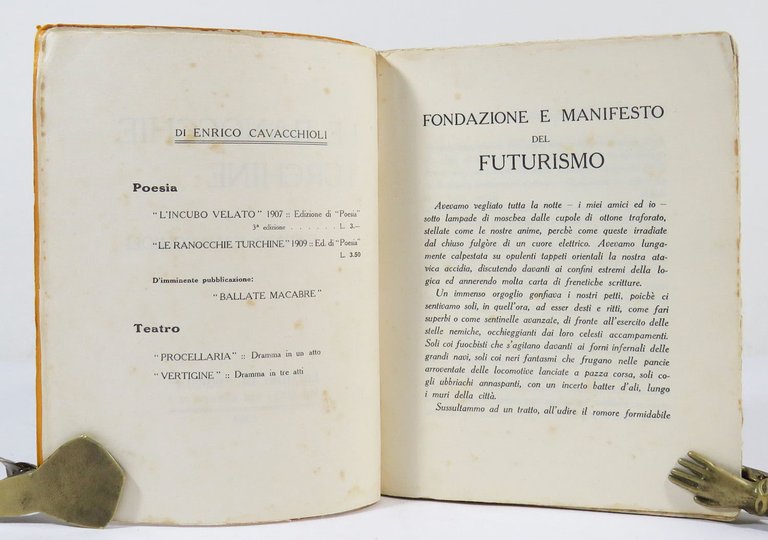 DI ENRICO CAVACCHIOLI
Poesia
"L'INCUBO VELATO" 1907 :: Edizione di "Poesia"
3ª edizione . . . . . . L. 3.—
"LE RANOCCHIE TURCHINE" 1909 :: Ed. di "Poesia"
L. 3.50
D'imminente pubblicazione:
"BALLATE MACABRE"
Teatro
"PROCELLARIA" :: Dramma in un atto
"VERTIGINE" :: Dramma in tre atti
FONDAZIONE E MANIFESTO
DEL
FUTURISMO
Avevamo vegliato tutta la notte — i miei amici ed io —
sotto lampade di moschea dalle cupole di ottone traforato,
stellate come le nostre anime, perchè come queste irradiate
dal chiuso fulgòre di un cuore elettrico. Avevamo lunga-
mente calpestata su opulenti tappeti orientali la nostra ata-
vica accidia, discutendo davanti ai confini estremi della lo-
gica ed annerendo molta carta di frenetiche scritture.
Un immenso orgoglio gonfiava i nostri petti, poichè ci
sentivamo soli, in quell'ora, ad esser desti e ritti, come fari
superbi o come sentinelle avanzate, di fronte all'esercito delle
stelle nemiche, occhieggianti dai loro celesti accampamenti.
Soli coi fuochisti che s'agitano davanti ai forni infernali delle
grandi navi, soli coi neri fantasmi che frugano nelle pancie
arroventate delle locomotive lanciate a pazza corsa, soli co-
gli ubbriachi annaspanti, con un incerto batter d'ali, lungo
i muri della città.
Sussultammo ad un tratto, all'udire il romore formidabile